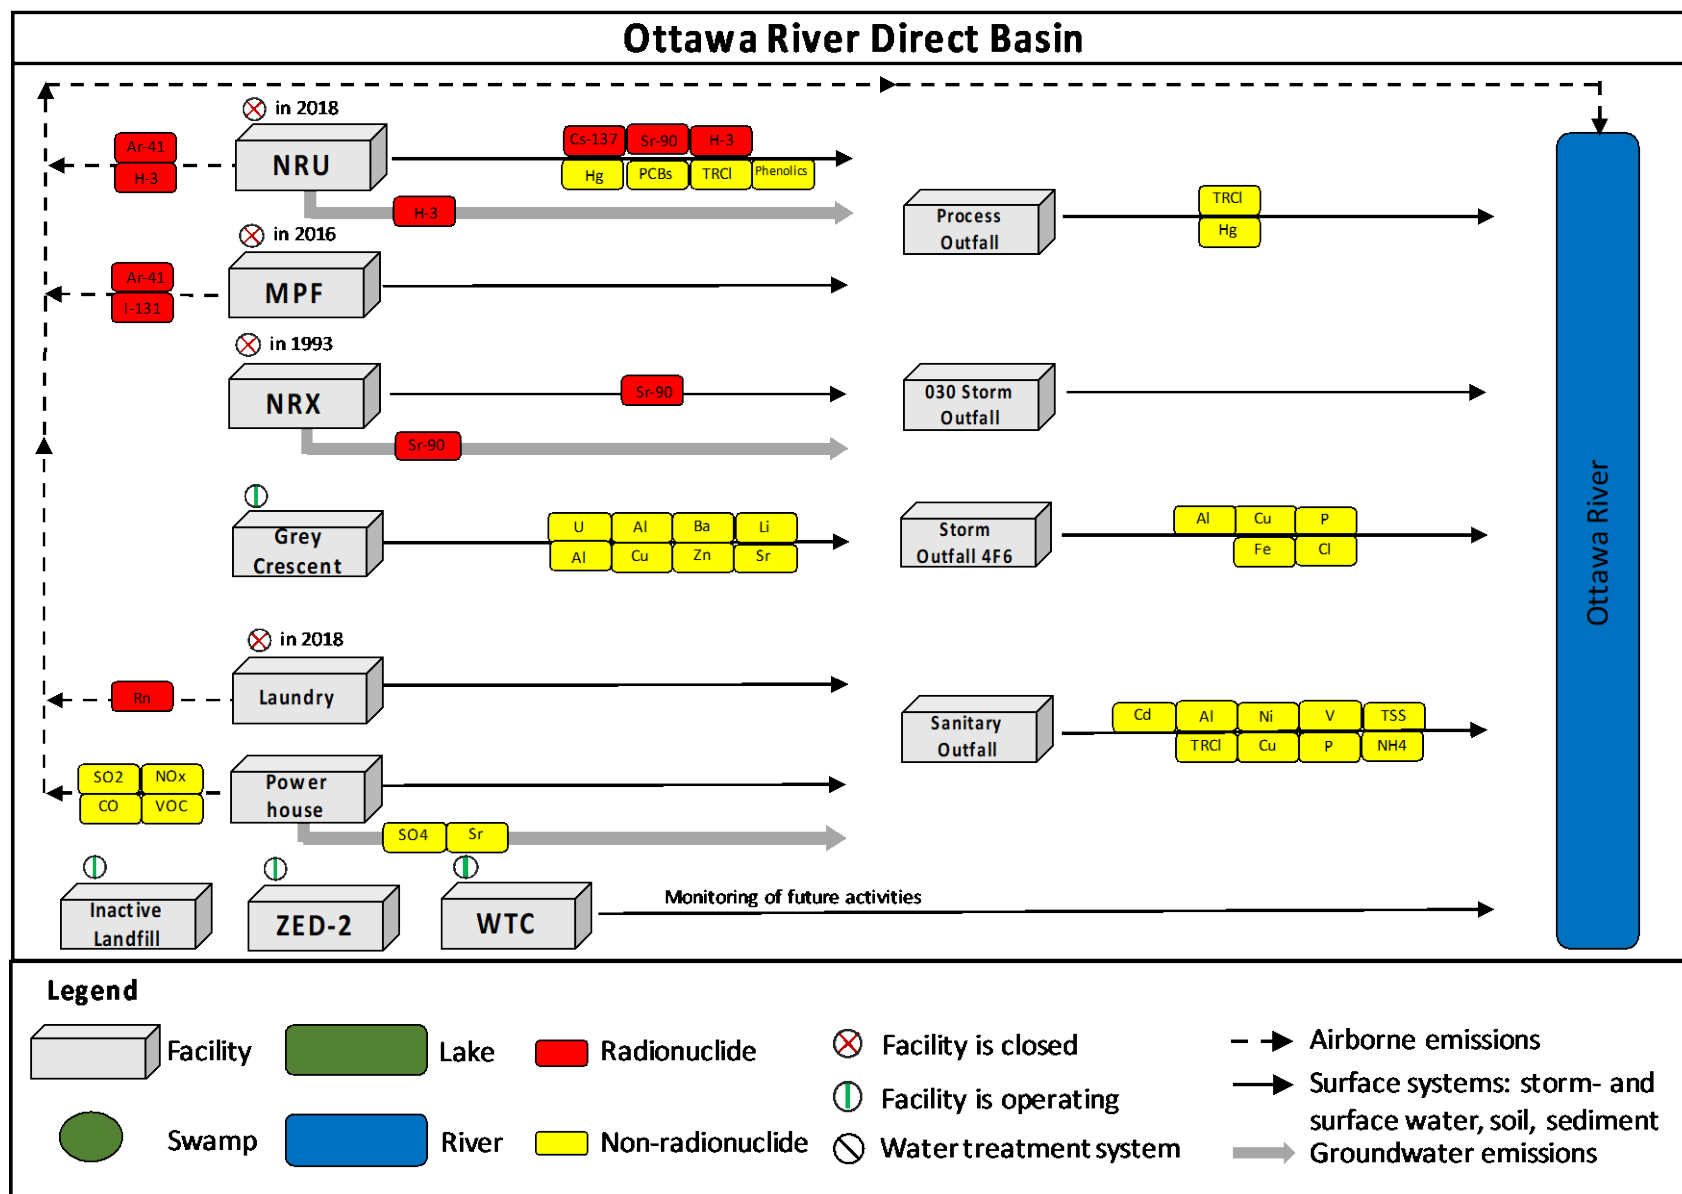 Ottawa River Direct Basin
in 2018
NRU
Ar-41
H-3
Cs-137 Sr-90 H-3
Hg PCBs TRCl Phenolics
H-3
in 2016
MPF
Ar-41
I-131
in 1993
NRX
Sr-90
Sr-90
Grey
Crescent
U Al Ba Li
Al Cu Zn Sr
in 2018
Laundry
Rn
Power
house
SO2 NOx
CO VOC
SO4 Sr
Process
Outfall
TRCl
Hg
030 Storm
Outfall
Storm
Outfall 4F6
Al Cu P
Fe Cl
Sanitary
Outfall
Cd Al Ni V TSS
TRCl Cu P NH4
Inactive
Landfill
ZED-2
WTC
Monitoring of future activities
Ottawa River
Legend
Facility
Lake
Radionuclide
Facility is closed
Airborne emissions
Facility is operating
Surface systems: storm- and
surface water, soil, sediment
Swamp
River
Non-radionuclide
Water treatment system
Groundwater emissions